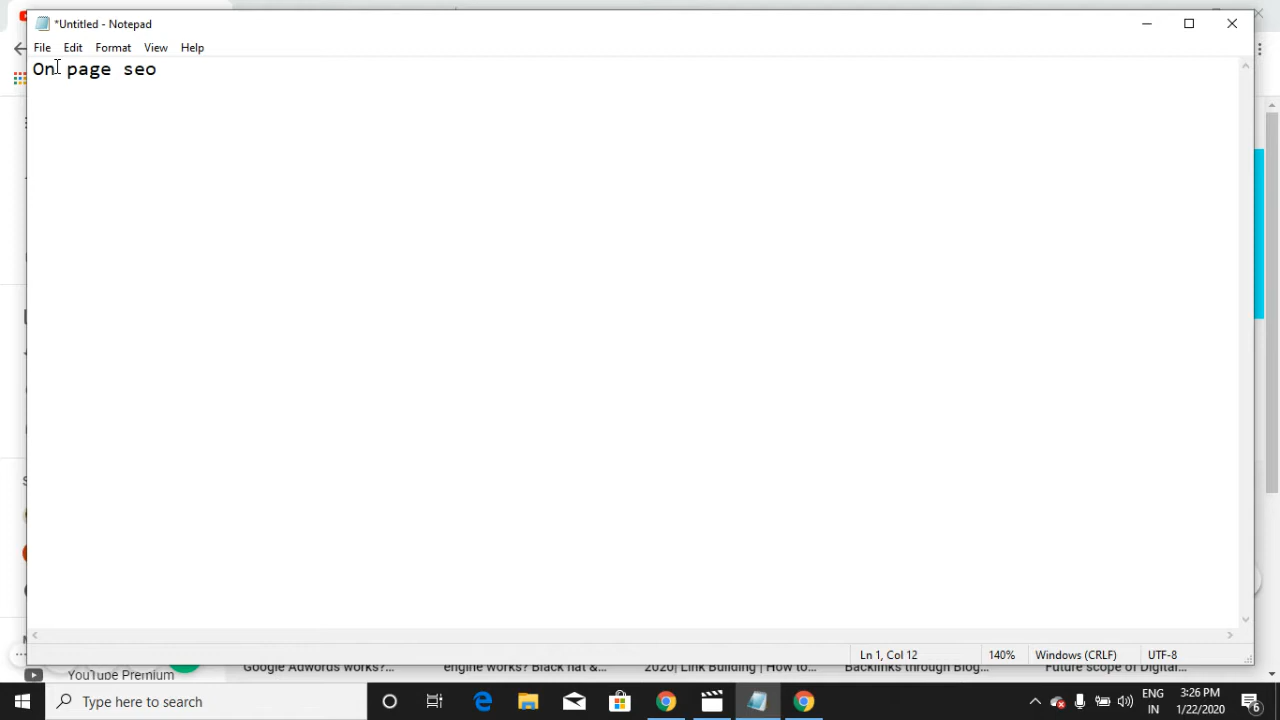 *Untitled - Notepad
File Edit Format View Help
On page seo
YouTube Premium
Google Adwords works?...
engine works? Black hat &...
2020| Link Building | How to...
Backlinks through Blog...
Future scope of Digital...
Ln 1, Col 12
140%
Windows (CRLF)
UTF-8
Type here to search
ENG
IN
3:26 PM
1/22/2020
6